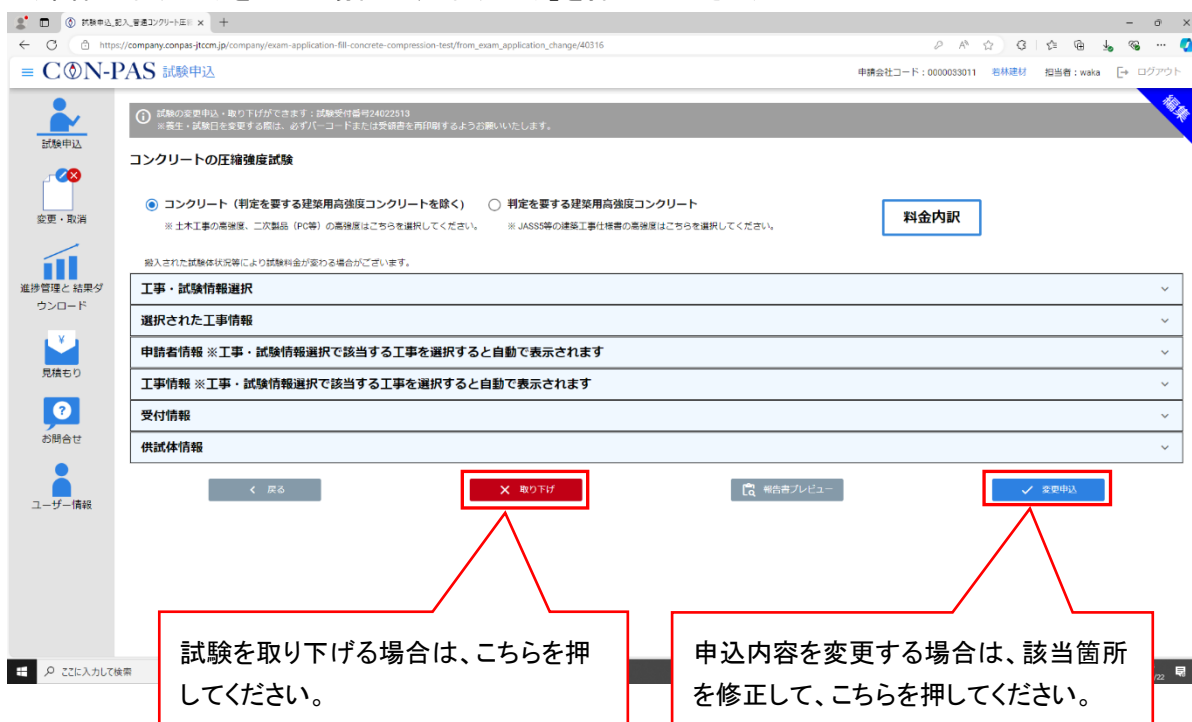 試験申込_記入_普通コンクリート圧縮
https://company.conpas-jtccm.jp/company/exam-application-fill-concrete-compression-test/from_exam_application_change/40316
CON-PAS 試験申込
申請会社コード：0000033011 若林建材 担当者：waka ログアウト
編集
試験の変更申込・取り下げができます：試験受付番号24022513
※養生・試験日を変更する際は、必ずバーコードまたは受領書を再印刷するようお願いいたします。
試験申込
変更・取消
進捗管理と 結果ダ
ウンロード
見積もり
お問合せ
ユーザー情報
コンクリートの圧縮強度試験
コンクリート（判定を要する建築用高強度コンクリートを除く） 判定を要する建築用高強度コンクリート
※ 土木工事の高強度、二次製品（PC等）の高強度はこちらを選択してください。 ※ JASS5等の建築工事仕様書の高強度はこちらを選択してください。
料金内訳
搬入された試験体状況等により試験料金が変わる場合がございます。
工事・試験情報選択
選択された工事情報
申請者情報 ※工事・試験情報選択で該当する工事を選択すると自動で表示されます
工事情報 ※工事・試験情報選択で該当する工事を選択すると自動で表示されます
受付情報
供試体情報
戻る 取り下げ 報告書プレビュー 変更申込
試験を取り下げる場合は、こちらを押
してください。
申込内容を変更する場合は、該当箇所
を修正して、こちらを押してください。
ここに入力して検索
/22